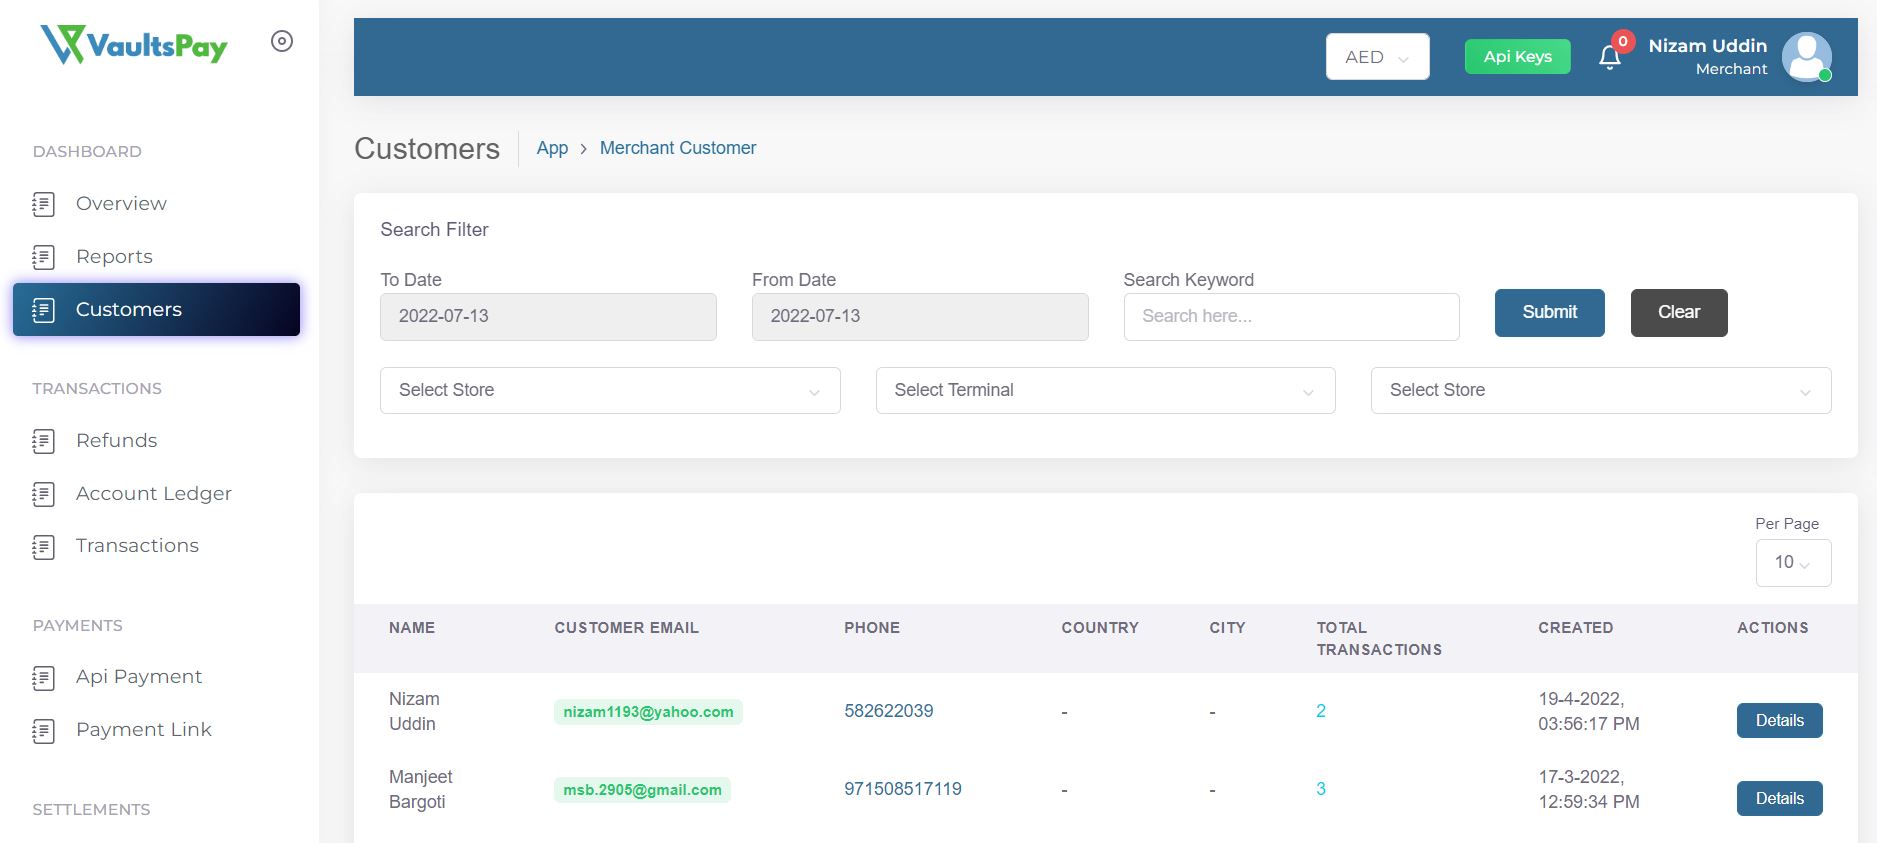 VaultsPay
AED
Api Keys
0
Nizam Uddin
Merchant
DASHBOARD
Overview
Reports
Customers
TRANSACTIONS
Refunds
Account Ledger
Transactions
PAYMENTS
Api Payment
Payment Link
SETTLEMENTS
Customers
App > Merchant Customer
Search Filter
To Date
From Date
Search Keyword
2022-07-13
2022-07-13
Search here...
Submit
Clear
Select Store
Select Terminal
Select Store
Per Page
10
NAME
CUSTOMER EMAIL
PHONE
COUNTRY
CITY
TOTAL
TRANSACTIONS
CREATED
ACTIONS
Nizam
Uddin
nizam1193@yahoo.com
582622039
-
-
2
19-4-2022,
03:56:17 PM
Details
Manjeet
Bargoti
msb.2905@gmail.com
971508517119
-
-
3
17-3-2022,
12:59:34 PM
Details